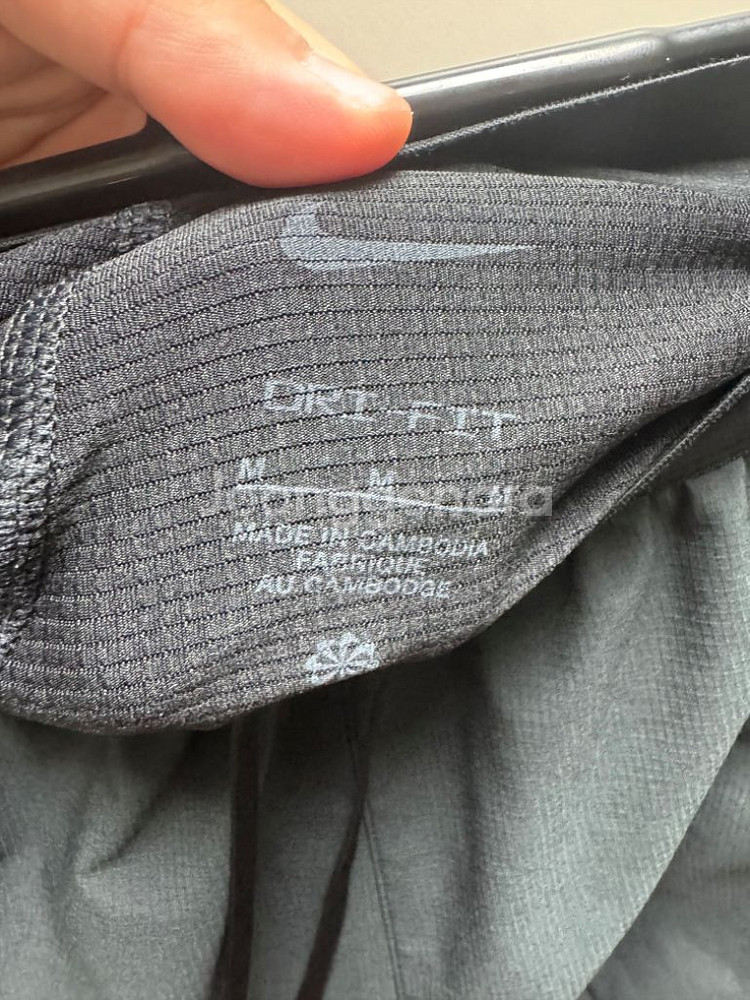 DRI-FIT
M M M
MADE IN CAMBODIA
FABRIQUE
AU CAMBODGE